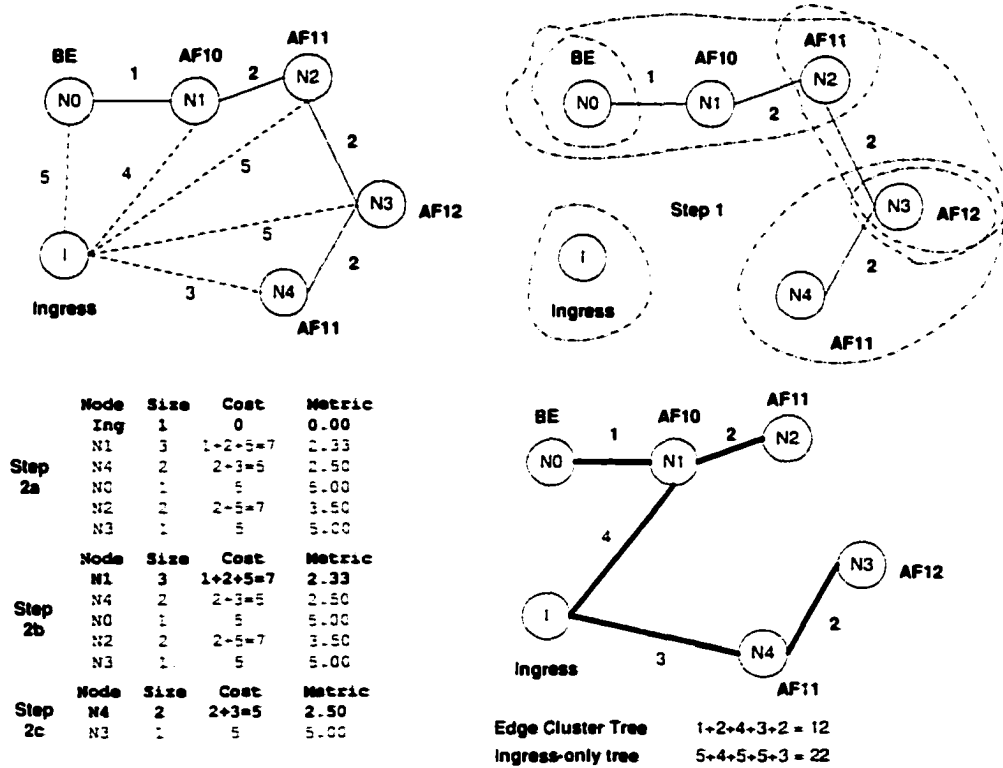 AF11
BE
AF10
1
2
N2
N0
N1
2
5
4
5
N3
AF12
5
I
2
3
N4
Ingress
AF11
AF11
BE
AF10
1
N2
N0
N1
2
2
Step 1
N3
AF12
I
2
N4
Ingress
AF11
Node Size Cost Metric
Ing 1 0 0.00
N1 3 1+2+5=7 2.33
Step 2a
N4 2 2+3=5 2.50
N0 1 5 5.00
N2 2 2+5=7 3.50
N3 1 5 5.00
Node Size Cost Metric
N1 3 1+2+5=7 2.33
Step 2b
N4 2 2+3=5 2.50
N0 1 5 5.00
N2 2 2+5=7 3.50
N3 1 5 5.00
Node Size Cost Metric
Step 2c
N4 2 2+3=5 2.50
N3 1 5 5.00
AF11
BE
AF10
1
2
N2
N0
N1
4
N3
AF12
I
2
3
N4
Ingress
AF11
Edge Cluster Tree 1+2+4+3+2 = 12
Ingress-only tree 5+4+5+5+3 = 22